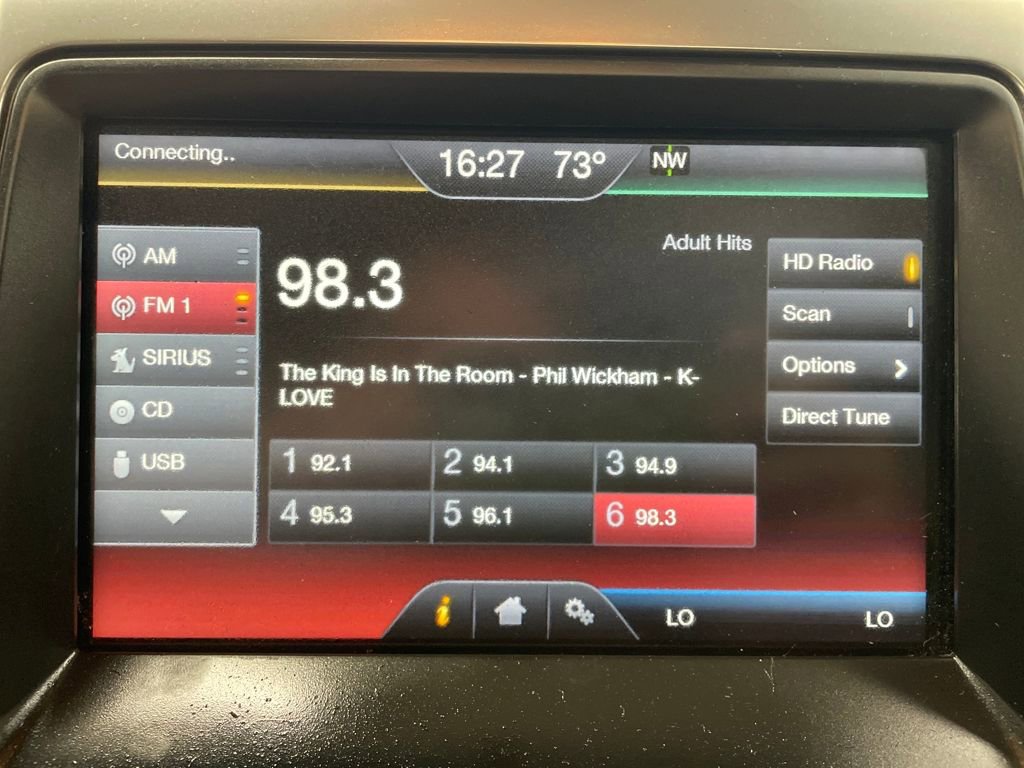 Connecting..
16:27 73° NW
AM
FM 1
SIRIUS
CD
USB
98.3
Adult Hits
The King Is In The Room - Phil Wickham - K-
LOVE
1 92.1 2 94.1 3 94.9
4 95.3 5 96.1 6 98.3
HD Radio
Scan
Options
Direct Tune
LO LO